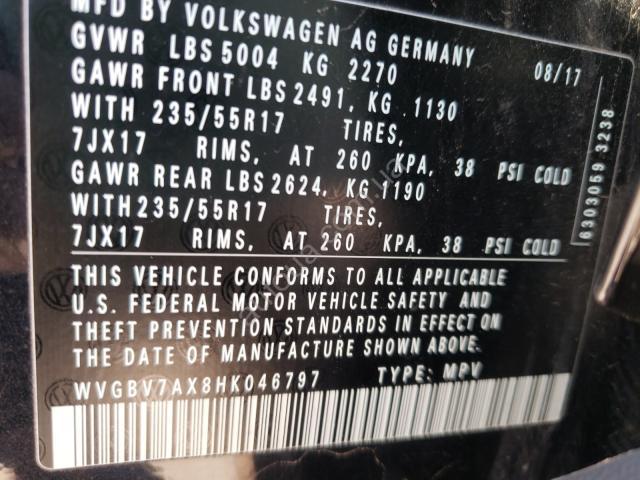 MFD BY VOLKSWAGEN AG GERMANY
GVWR LBS 5004 KG 2270 08/17
GAWR FRONT LBS 2491, KG 1130
WITH 235/55R17 TIRES,
7JX17 RIMS, AT 260 KPA, 38 PSI COLD
GAWR REAR LBS 2624, KG 1190
WITH 235/55R17 TIRES,
7JX17 RIMS, AT 260 KPA, 38 PSI COLD
6303059 3238
THIS VEHICLE CONFORMS TO ALL APPLICABLE
U.S. FEDERAL MOTOR VEHICLE SAFETY AND
THEFT PREVENTION STANDARDS IN EFFECT ON
THE DATE OF MANUFACTURE SHOWN ABOVE.
WVGBV7AX8HK046797 TYPE: MPV